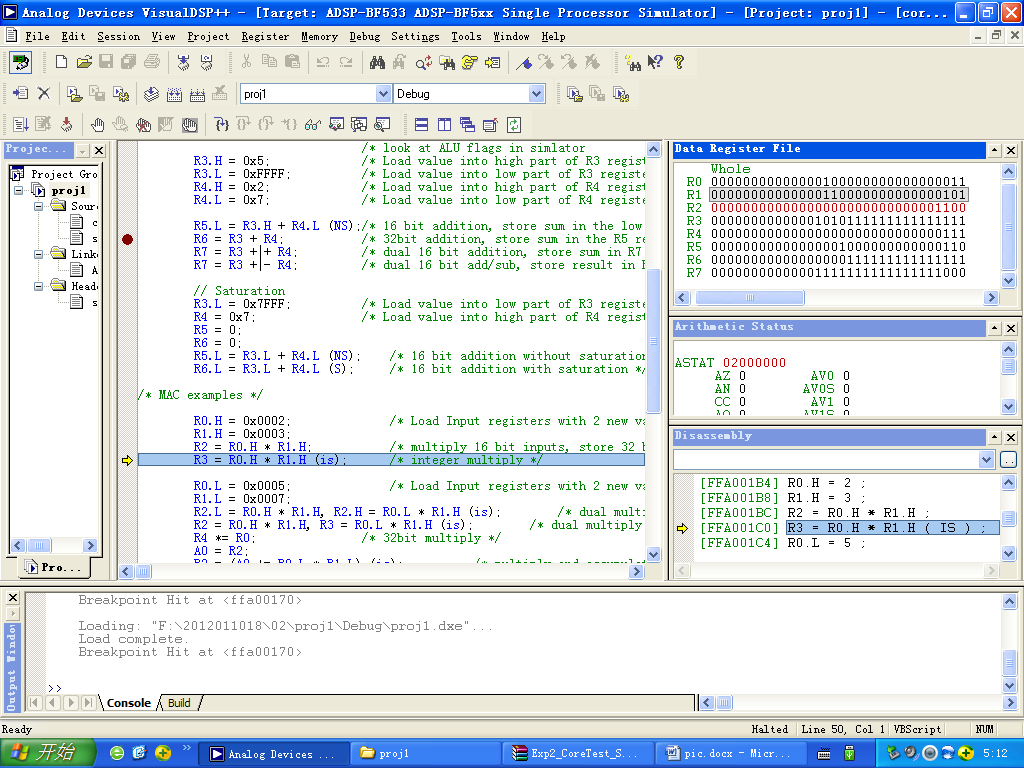 Analog Devices VisualDSP++ - [Target: ADSP-BF533 ADSP-BF5xx Single Processor Simulator] - [Project: proj1] - [cor...
File Edit Session View Project Register Memory Debug Settings Tools Window Help
proj1 Debug
Projec...
Project Gro
proj1
Sour
c
s
Link
A
Head
s
Pro...
/* look at ALU flags in simlator
R3.H = 0x5; /* Load value into high part of R3 regist
R3.L = 0xFFFF; /* Load value into low part of R3 registe
R4.H = 0x2; /* Load value into high part of R4 regist
R4.L = 0x7; /* Load value into low part of R4 registe
R5.L = R3.H + R4.L (NS);/* 16 bit addition, store sum in the low
R6 = R3 + R4; /* 32bit addition, store sum in the R5 re
R7 = R3 +|+ R4; /* dual 16 bit addition, store sum in R7
R7 = R3 +|- R4; /* dual 16 bit add/sub, store result in
// Saturation
R3.L = 0x7FFF; /* Load value into low part of R3 registe
R4 = 0x7; /* Load value into high part of R4 regist
R5 = 0;
R6 = 0;
R5.L = R3.L + R4.L (NS); /* 16 bit addition without saturation
R6.L = R3.L + R4.L (S); /* 16 bit addition with saturation */
/* MAC examples */
R0.H = 0x0002; /* Load Input registers with 2 new va
R1.H = 0x0003;
R2 = R0.H * R1.H; /* multiply 16 bit inputs, store 32 b
R3 = R0.H * R1.H (is); /* integer multiply */
R0.L = 0x0005; /* Load Input registers with 2 new va
R1.L = 0x0007;
R2.L = R0.H * R1.H, R2.H = R0.L * R1.H (is); /* dual multi
R2 = R0.H * R1.H, R3 = R0.L * R1.H (is); /* dual multiply
R4 *= R0; /* 32bit multiply */
A0 = R2;
Data Register File
Whole
R0 00000000000000100000000000000011
R1 00000000000000110000000000000101
R2 00000000000000000000000000001100
R3 00000000000001010111111111111111
R4 00000000000000000000000000000111
R5 00000000000000001000000000000110
R6 00000000000000000111111111111111
R7 00000000000000111111111111111000
Arithmetic Status
ASTAT 02000000
AZ 0 AV0 0
AN 0 AV0S 0
CC 0 AV1 0
AQ 0 AV1S 0
Disassembly
[FFA001B4] R0.H = 2 ;
[FFA001B8] R1.H = 3 ;
[FFA001BC] R2 = R0.H * R1.H ;
[FFA001C0] R3 = R0.H * R1.H ( IS ) ;
[FFA001C4] R0.L = 5 ;
Breakpoint Hit at <ffa00170>
Loading: "F:\2012011018\02\proj1\Debug\proj1.dxe"...
Load complete.
Breakpoint Hit at <ffa00170>
>>
Output Window
Console Build
Ready Halted Line 50, Col 1 VBScript NUM
开始 Analog Devices ... proj1 Exp2_CoreTest_S... pic.docx - Micr... 5:12